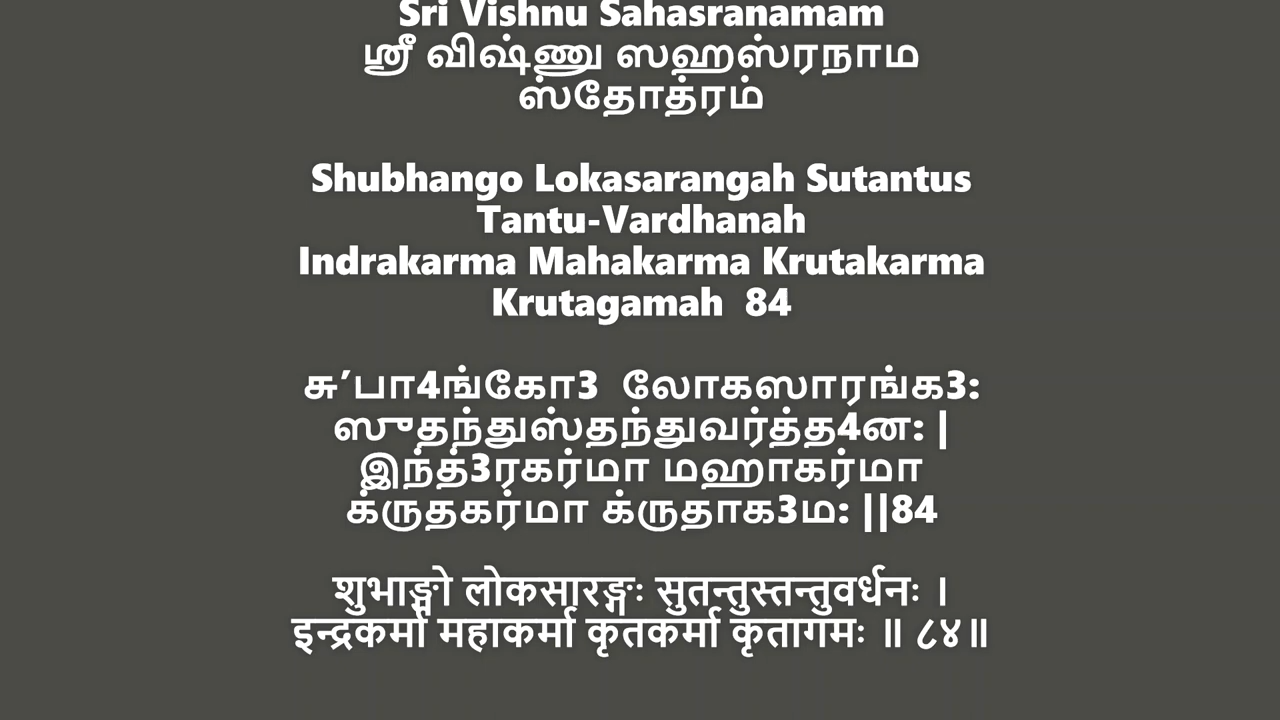 Sri Vishnu Sahasranamam
ஸ்ரீ விஷ்ணு ஸஹஸ்ரநாம
ஸ்தோத்ரம்
Shubhango Lokasarangah Sutantus
Tantu-Vardhanah
Indrakarma Mahakarma Krutakarma
Krutagamah  84
சு’பா4ங்கோ3  லோகஸாரங்க3:
ஸுதந்துஸ்தந்துவர்த்த4ன: |
இந்த்3ரகர்மா மஹாகர்மா
க்ருதகர்மா க்ருதாக3ம: ||84
शुभाङ्गो लोकसारङ्गः सुतन्तुस्तन्तुवर्धनः ।
इन्द्रकर्मा महाकर्मा कृतकर्मा कृतागमः ॥ ८४॥